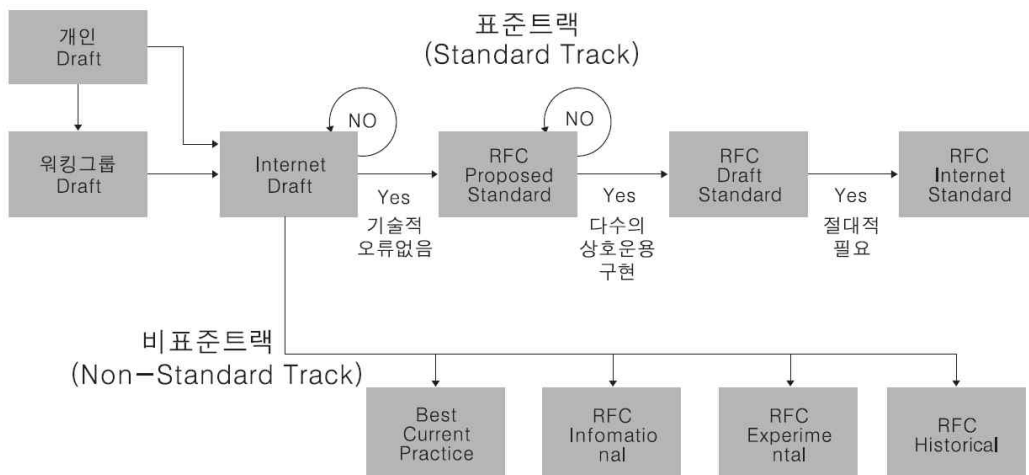 개인
Draft
표준트랙
(Standard Track)
NO
NO
워킹그룹
Draft
Internet
Draft
RFC
Proposed
Standard
RFC
Draft
Standard
RFC
Internet
Standard
Yes
기술적
오류없음
Yes
다수의
상호운용
구현
Yes
절대적
필요
비표준트랙
(Non-Standard Track)
Best
Current
Practice
RFC
Infomatio
nal
RFC
Experime
ntal
RFC
Historical